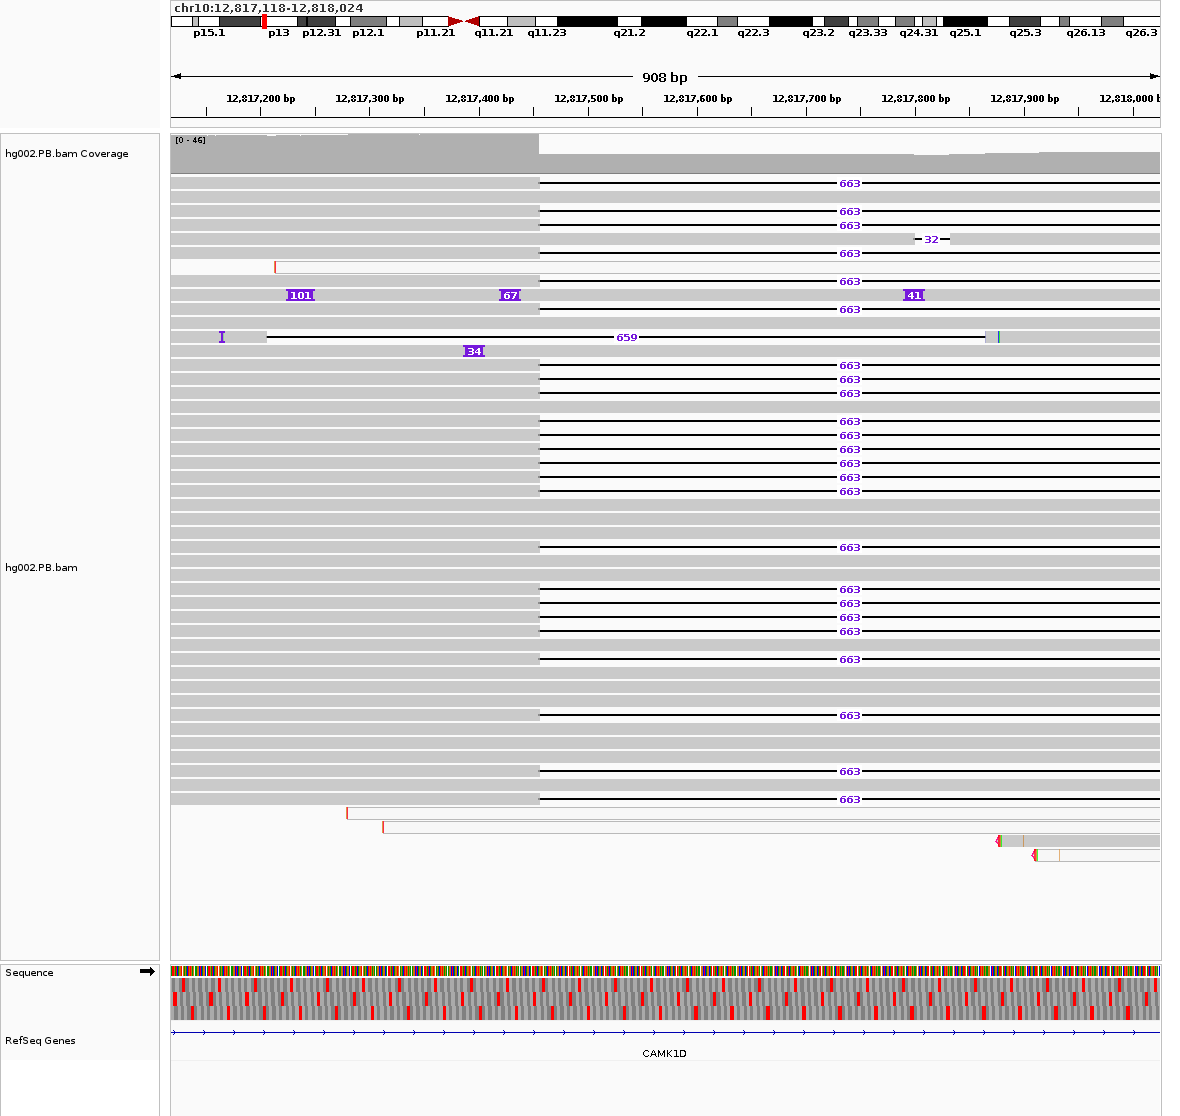 chr10:12,817,118-12,818,024
p15.1 p13 p12.31 p12.1 p11.21 q11.21 q11.23 q21.2 q22.1 q22.3 q23.2 q23.33 q24.31 q25.1 q25.3 q26.13 q26.3
908 bp
12,817,200 bp 12,817,300 bp 12,817,400 bp 12,817,500 bp 12,817,600 bp 12,817,700 bp 12,817,800 bp 12,817,900 bp 12,818,000 b
[0 - 46]
hg002.PB.bam Coverage
663
663
663
32
663
663
101 67 41
663
659
34
663
663
663
663
663
663
663
663
663
663
hg002.PB.bam
663
663
663
663
663
663
663
663
Sequence
RefSeq Genes
CAMK1D